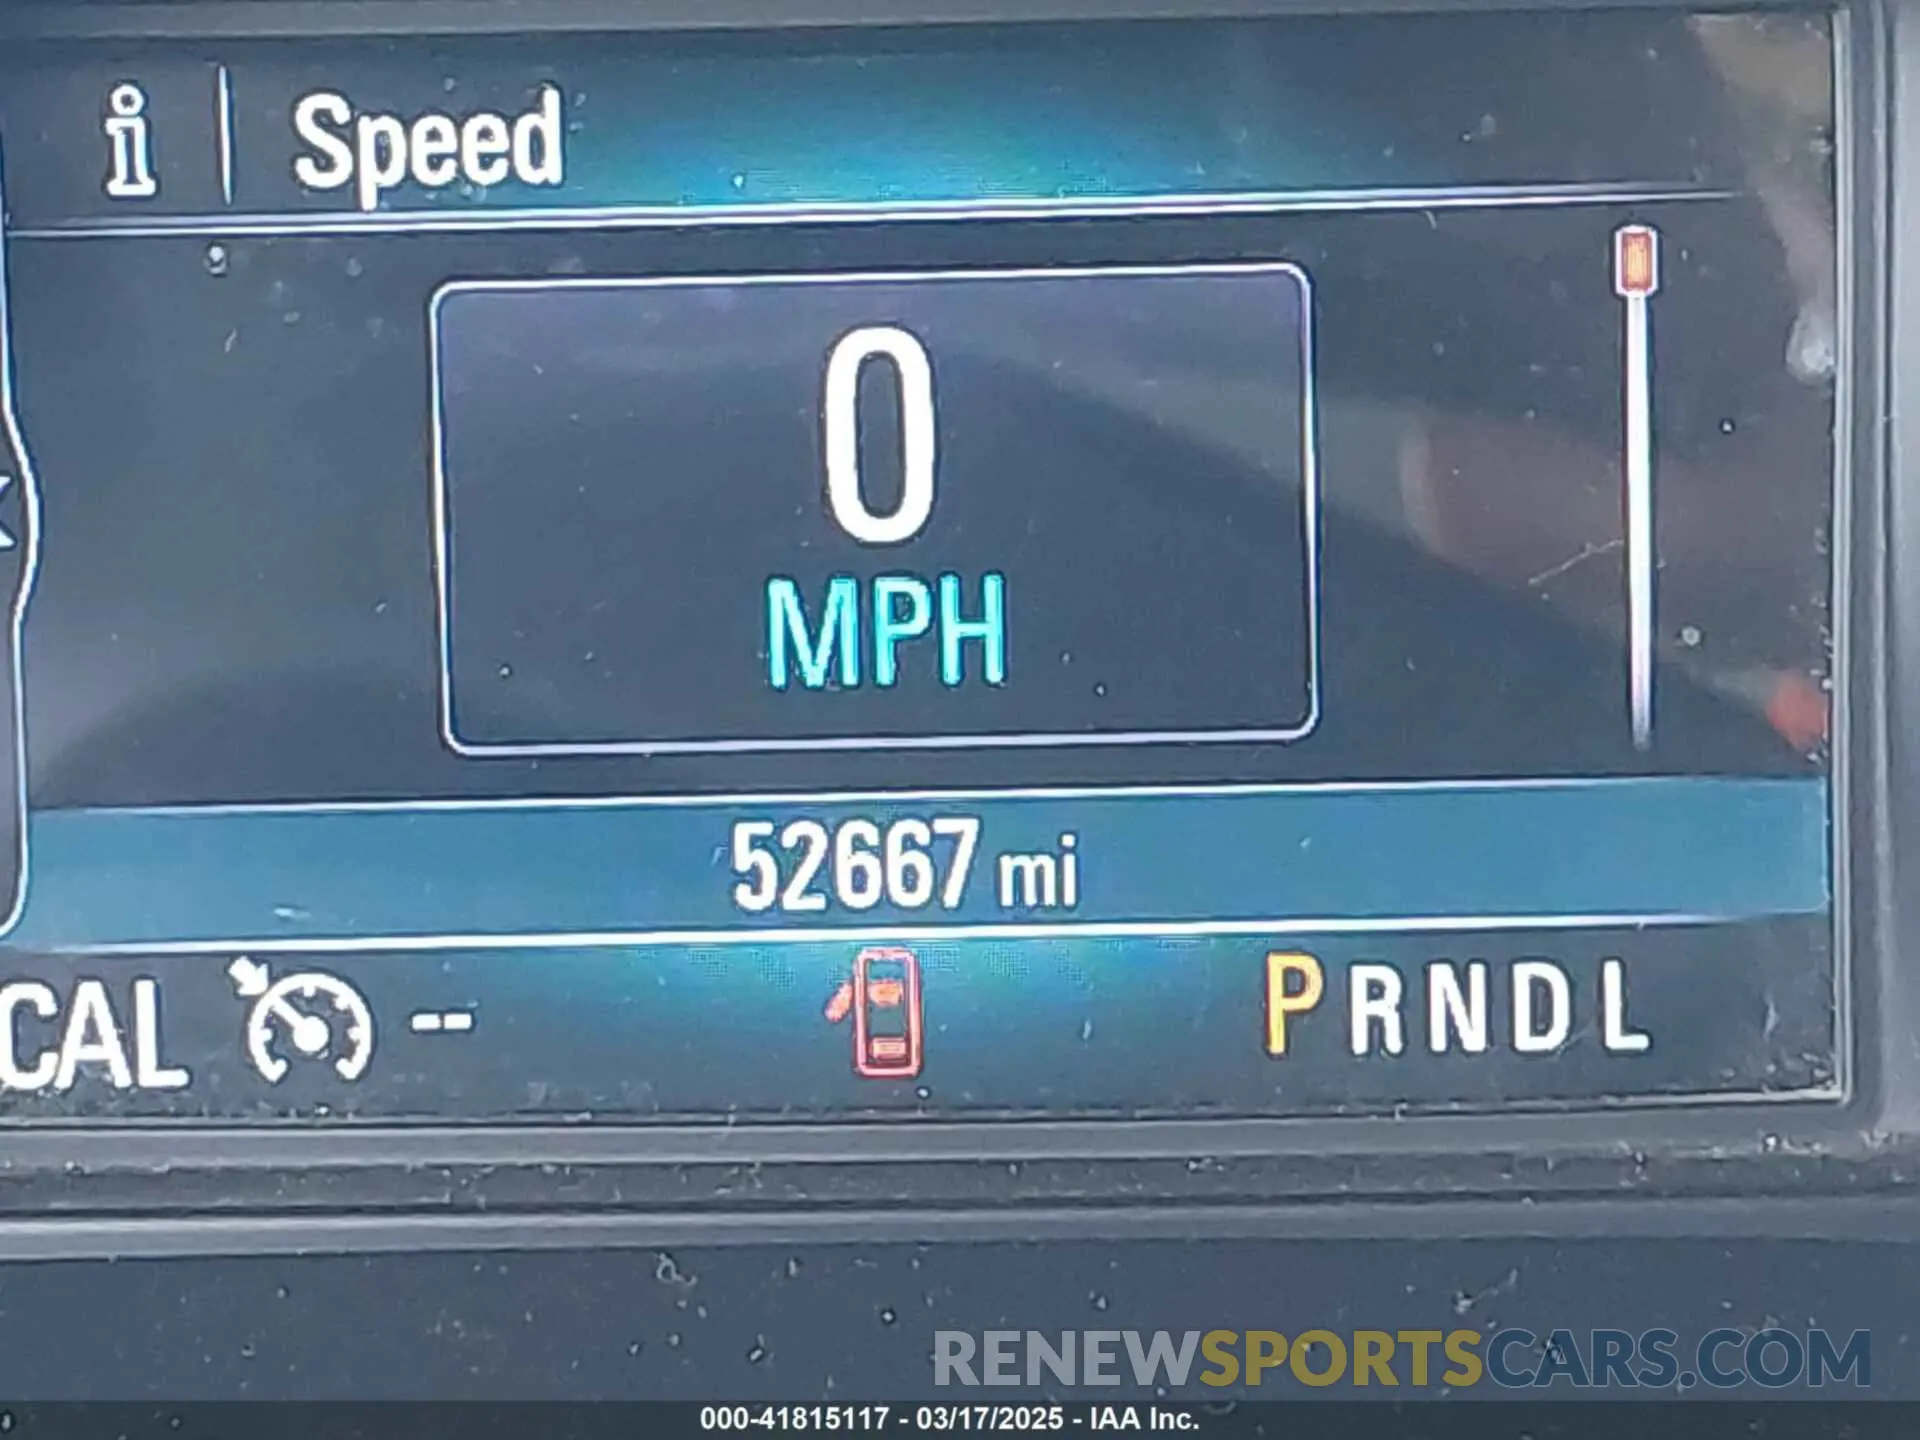 i | Speed
0
MPH
52667 mi
CAL -- PRNDL
RENEWSPORTSCARS.COM
000-41815117 - 03/17/2025 - IAA Inc.